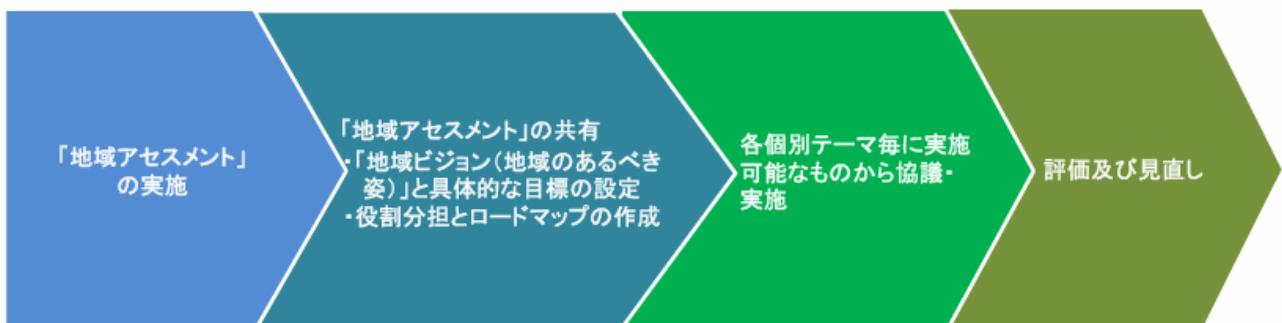 「地域アセスメント」
の実施
「地域アセスメント」の共有
・「地域ビジョン(地域のあるべき
姿)」と具体的な目標の設定
・役割分担とロードマップの作成
各個別テーマ毎に実施
可能なものから協議・
実施
評価及び見直し